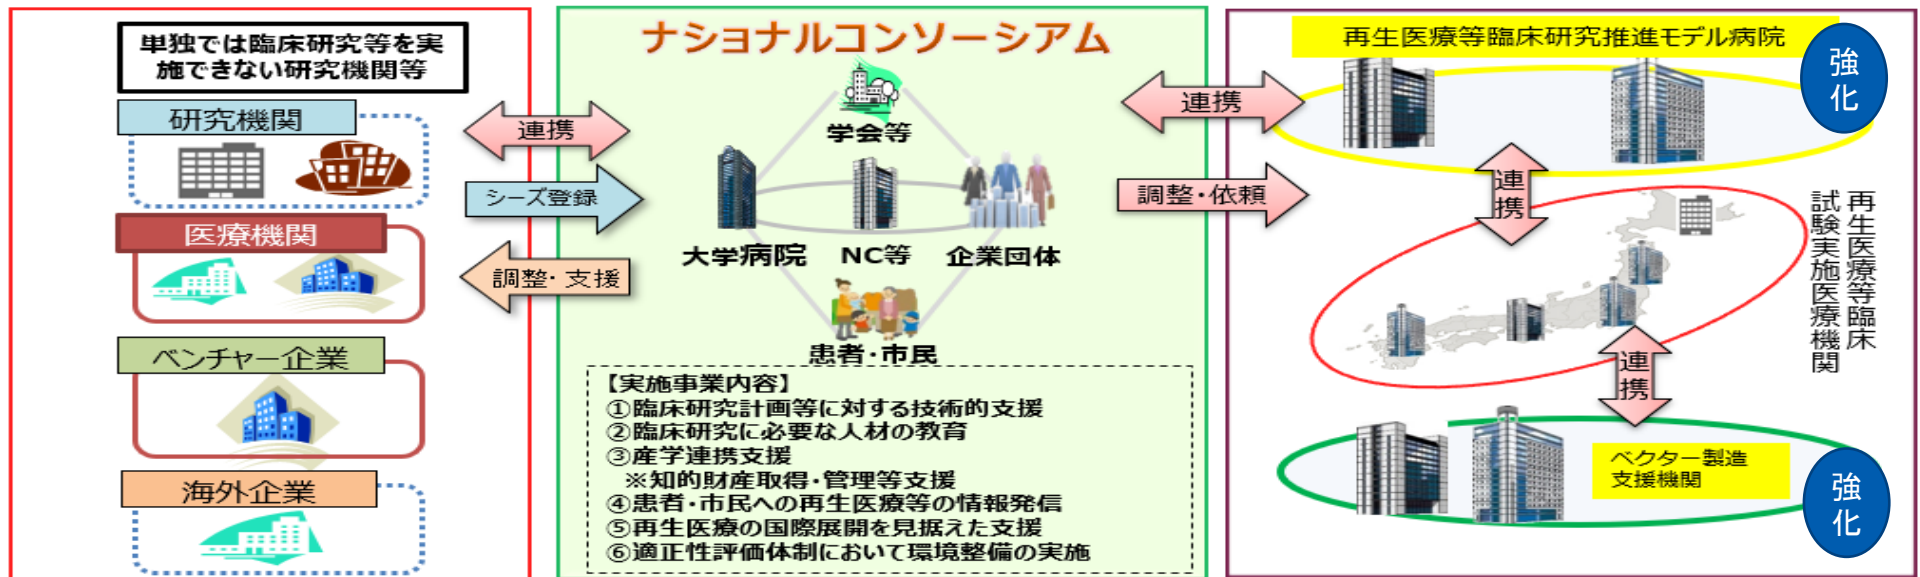 単独では臨床研究等を実
施できない研究機関等
研究機関
医療機関
ベンチャー企業
海外企業
連携
シーズ登録
調整・支援
ナショナルコンソーシアム
学会等
大学病院
NC等
企業団体
患者・市民
【実施事業内容】
①臨床研究計画等に対する技術的支援
②臨床研究に必要な人材の教育
③産学連携支援
※知的財産取得・管理等支援
④患者・市民への再生医療等の情報発信
⑤再生医療の国際展開を見据えた支援
⑥適正性評価体制において環境整備の実施
連携
調整・依頼
再生医療等臨床研究推進モデル病院
強化
連携
再生医療等臨床
試験実施医療機関
連携
ベクター製造
支援機関
強化